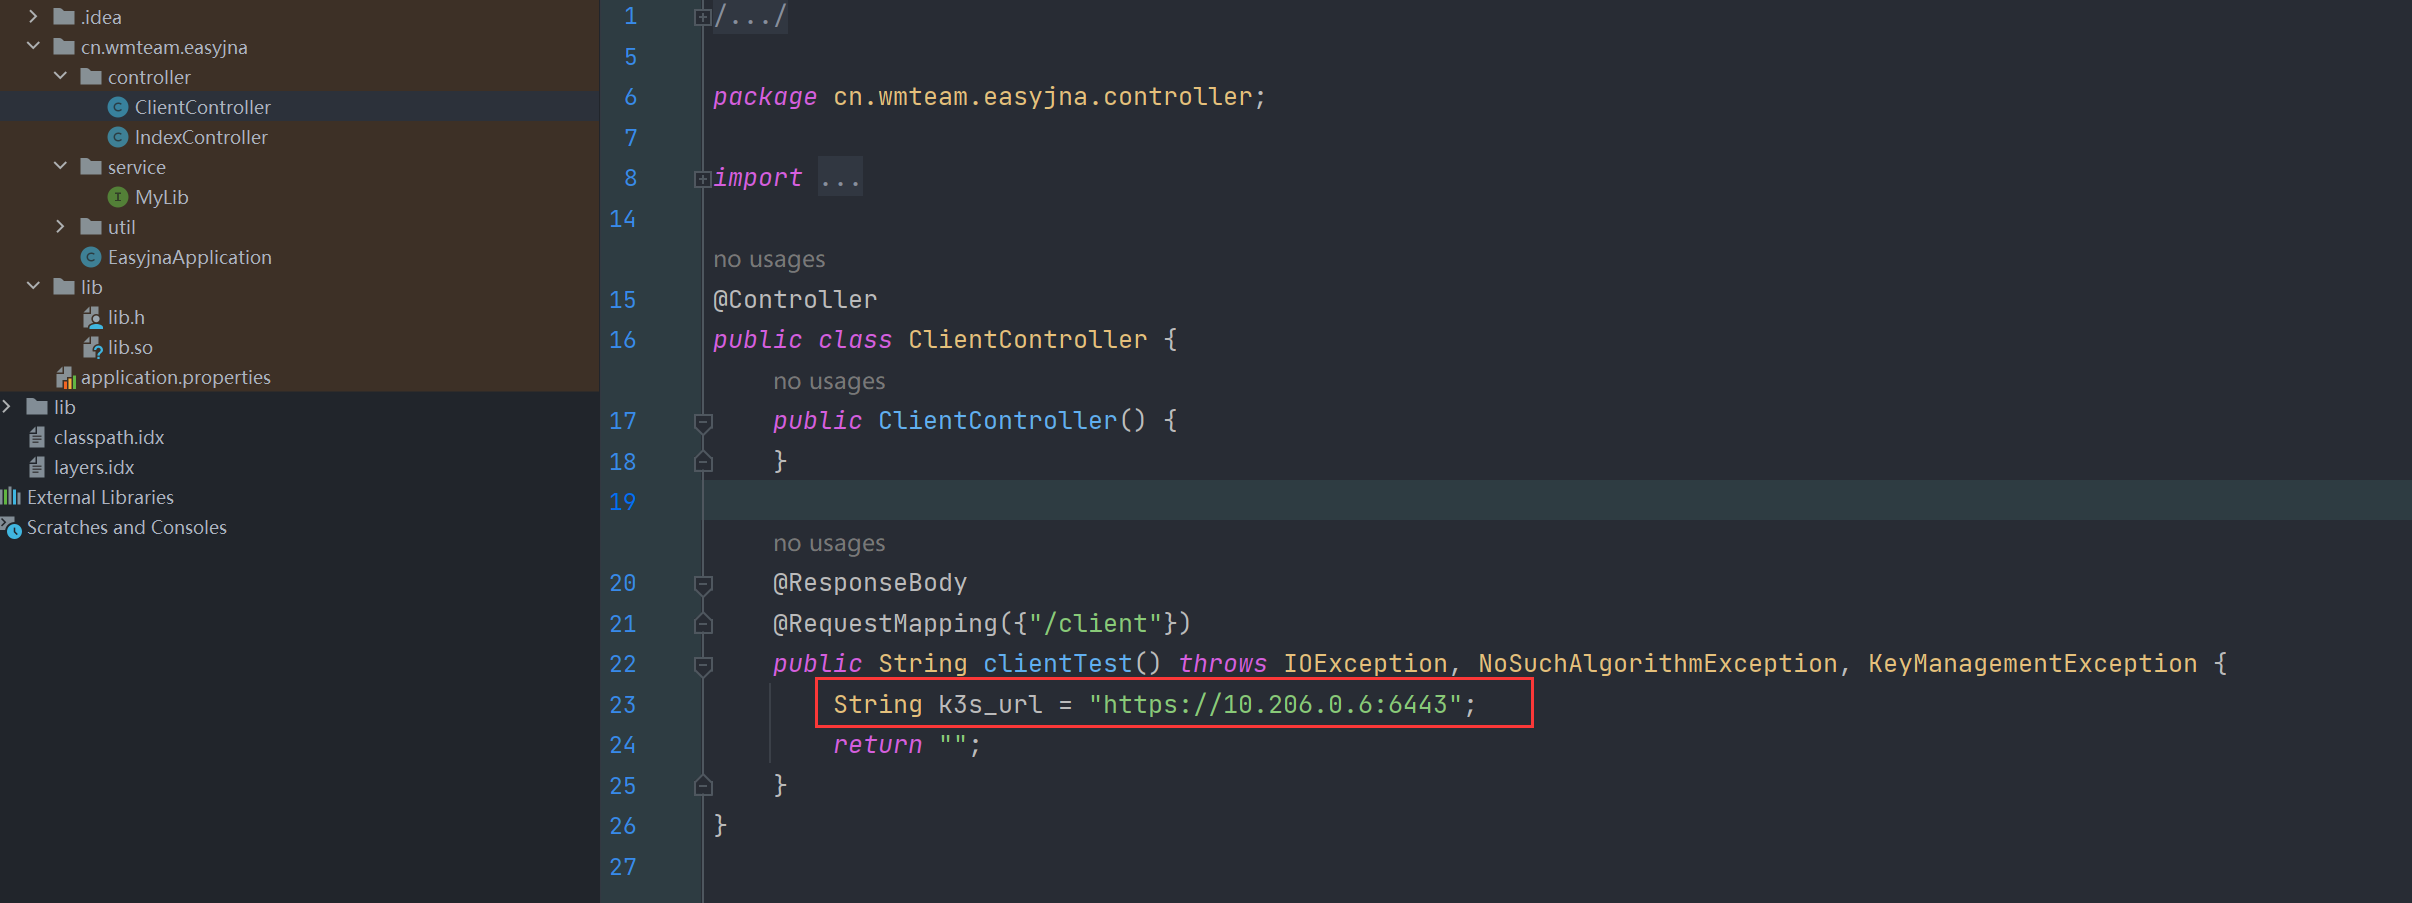 .idea
cn.wmteam.easyjna
controller
ClientController
IndexController
service
MyLib
util
EasyjnaApplication
lib
lib.h
lib.so
application.properties
lib
classpath.idx
layers.idx
External Libraries
Scratches and Consoles
1 /.../
5
6 package cn.wmteam.easyjna.controller;
7
8 import ...
14
no usages
15 @Controller
16 public class ClientController {
no usages
17 public ClientController() {
18 }
19
no usages
20 @ResponseBody
21 @RequestMapping({"/client"})
22 public String clientTest() throws IOException, NoSuchAlgorithmException, KeyManagementException {
23 String k3s_url = "https://10.206.0.6:6443";
24 return "";
25 }
26 }
27